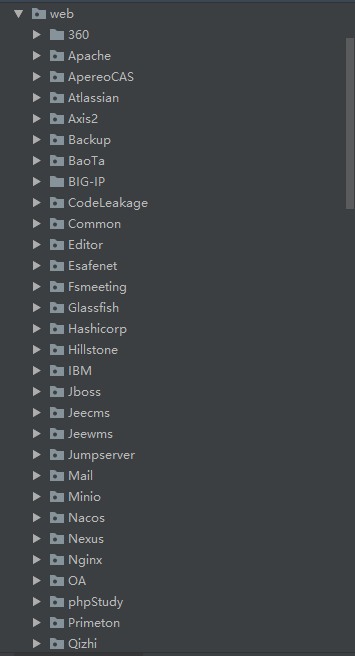 web
360
Apache
ApereoCAS
Atlassian
Axis2
Backup
BaoTa
BIG-IP
CodeLeakage
Common
Editor
Esafenet
Fsmeeting
Glassfish
Hashicorp
Hillstone
IBM
Jboss
Jeecms
Jeewms
Jumpserver
Mail
Minio
Nacos
Nexus
Nginx
OA
phpStudy
Primeton
Qizhi